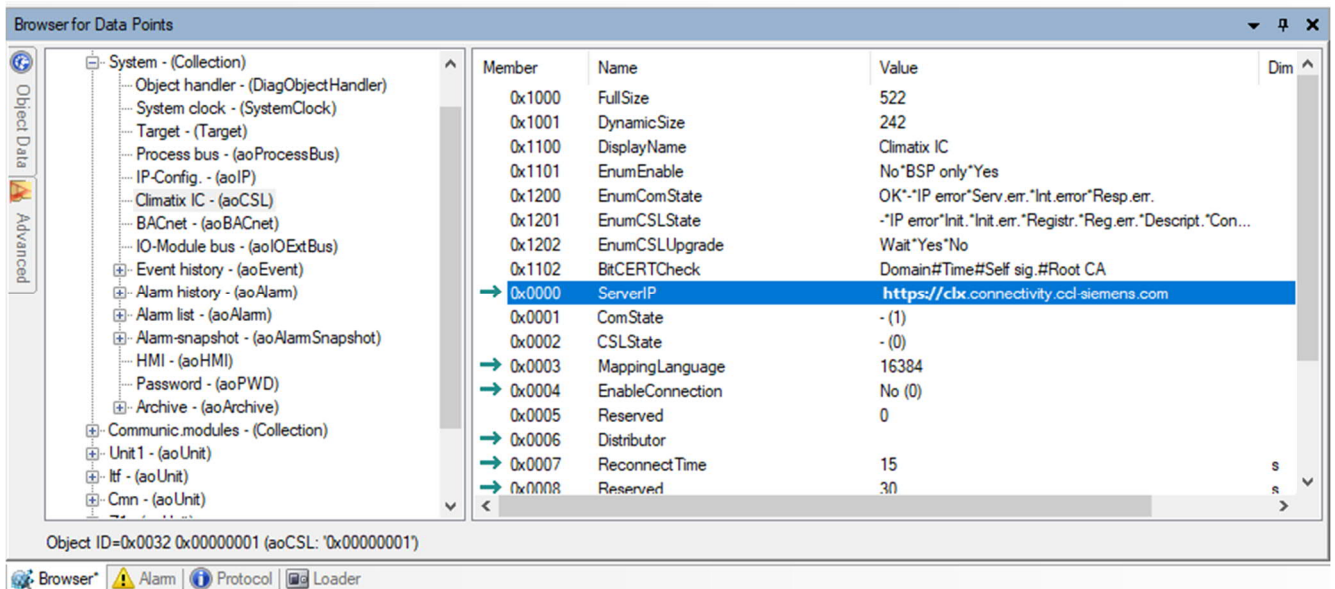 Browser for Data Points
Object Data
Advanced
System - (Collection)
Object handler - (DiagObjectHandler)
System clock - (SystemClock)
Target - (Target)
Process bus - (aoProcessBus)
IP-Config. - (aoIP)
Climatix IC - (aoCSL)
BACnet - (aoBACnet)
IO-Module bus - (aoIOExtBus)
Event history - (aoEvent)
Alarm history - (aoAlarm)
Alarm list - (aoAlarm)
Alarm-snapshot - (aoAlarmSnapshot)
HMI - (aoHMI)
Password - (aoPWD)
Archive - (aoArchive)
Communic.modules - (Collection)
Unit1 - (aoUnit)
Itf - (aoUnit)
Cmn - (aoUnit)
Member Name Value Dim
0x1000 FullSize 522
0x1001 DynamicSize 242
0x1100 DisplayName Climatix IC
0x1101 EnumEnable No*BSP only*Yes
0x1200 EnumComState OK*-*IP error*Serv.err.*Int.error*Resp.err.
0x1201 EnumCSLState -*IP error*Init.*Init.err.*Registr.*Reg.err.*Descript.*Con...
0x1202 EnumCSLUpgrade Wait*Yes*No
0x1102 BitCERTCheck Domain#Time#Self sig.#Root CA
0x0000 ServerIP https://clx.connectivity.ccl-siemens.com
0x0001 ComState - (1)
0x0002 CSLState - (0)
0x0003 MappingLanguage 16384
0x0004 EnableConnection No (0)
0x0005 Reserved 0
0x0006 Distributor
0x0007 ReconnectTime 15 s
0x0008 Reserved 30 s
Object ID=0x0032 0x00000001 (aoCSL: '0x00000001')
Browser* Alarm Protocol Loader